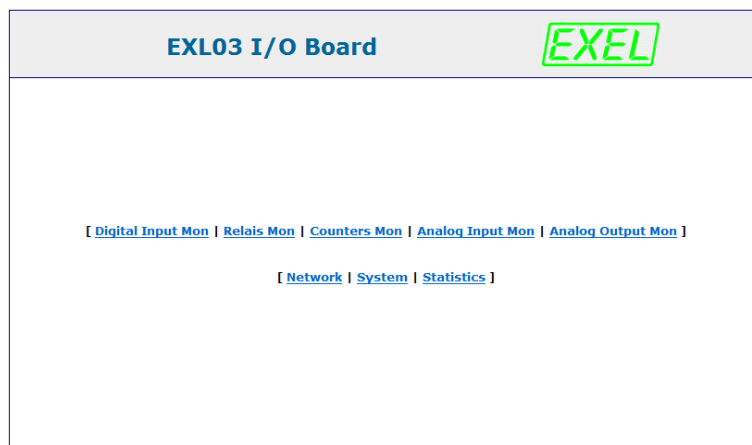 EXL03 I/O Board
EXEL
[ Digital Input Mon | Relais Mon | Counters Mon | Analog Input Mon | Analog Output Mon ]
[ Network | System | Statistics ]